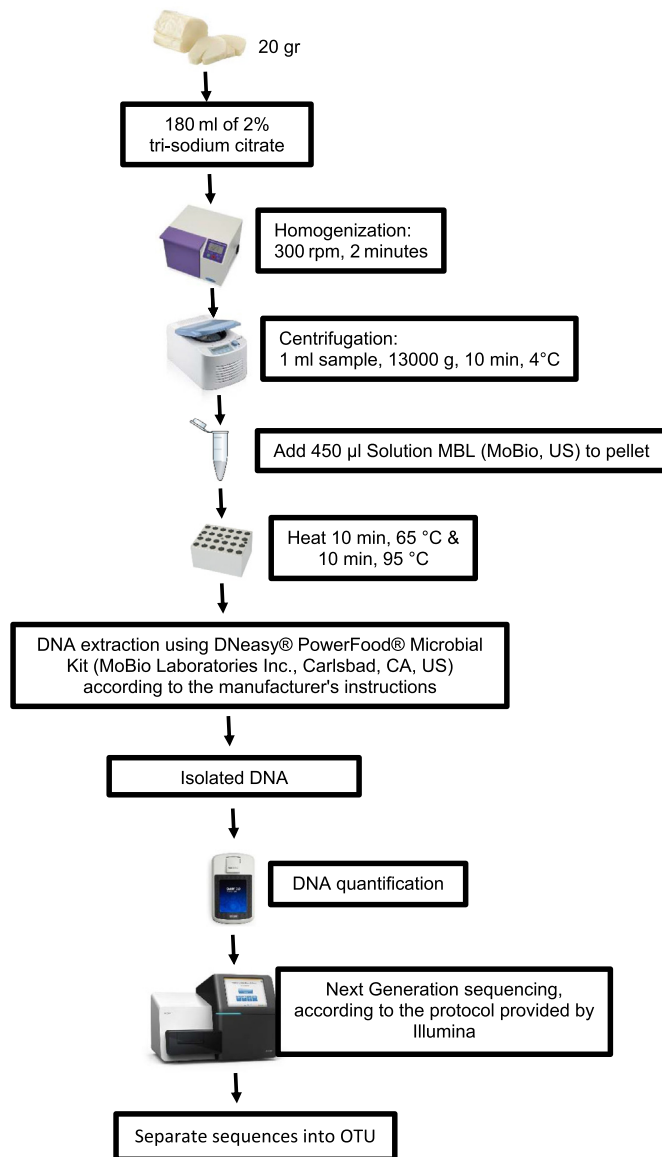 20 gr
180 ml of 2%
tri-sodium citrate
Homogenization:
300 rpm, 2 minutes
Centrifugation:
1 ml sample, 13000 g, 10 min, 4°C
Add 450 µl Solution MBL (MoBio, US) to pellet
Heat 10 min, 65 °C &
10 min, 95 °C
DNA extraction using DNeasy® PowerFood® Microbial
Kit (MoBio Laboratories Inc., Carlsbad, CA, US)
according to the manufacturer's instructions
Isolated DNA
DNA quantification
Next Generation sequencing,
according to the protocol provided by
Illumina
Separate sequences into OTU